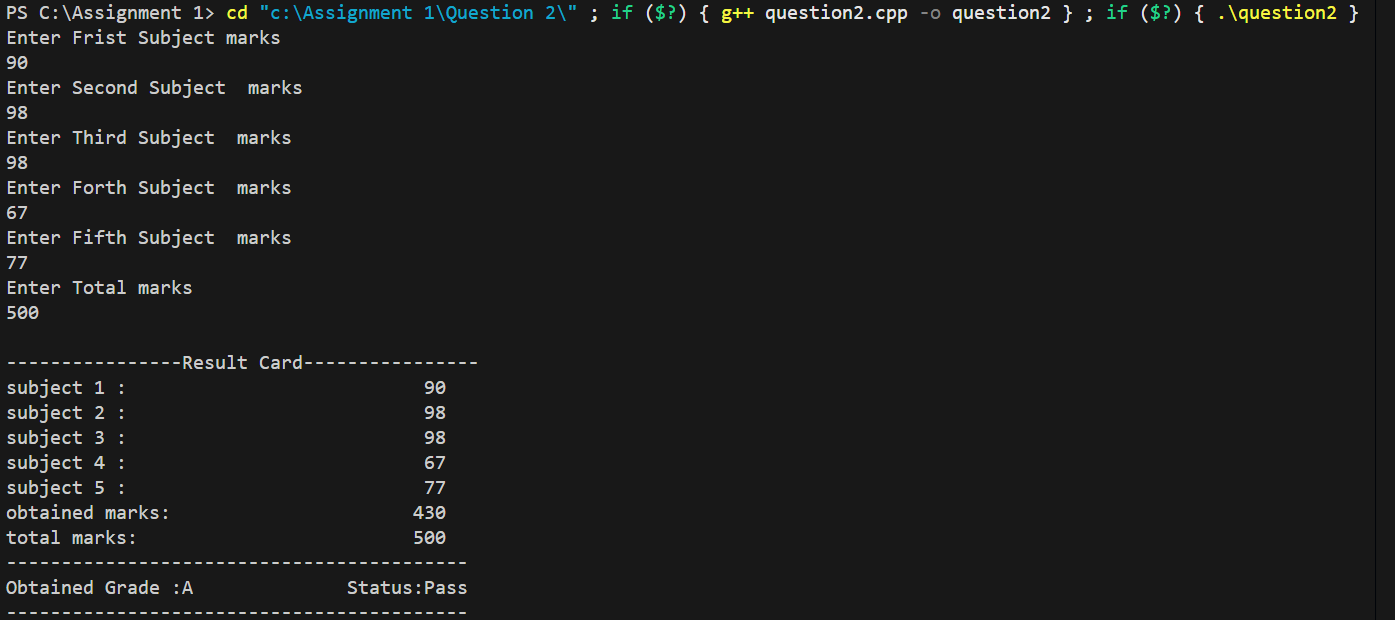 PS C:\Assignment 1> cd "c:\Assignment 1\Question 2\" ; if ($?) { g++ question2.cpp -o question2 } ; if ($?) { .\question2 }
Enter Frist Subject marks
90
Enter Second Subject  marks
98
Enter Third Subject  marks
98
Enter Forth Subject  marks
67
Enter Fifth Subject  marks
77
Enter Total marks
500

----------------Result Card----------------
subject 1 :                           90
subject 2 :                           98
subject 3 :                           98
subject 4 :                           67
subject 5 :                           77
obtained marks:                      430
total marks:                         500
------------------------------------------
Obtained Grade :A              Status:Pass
------------------------------------------